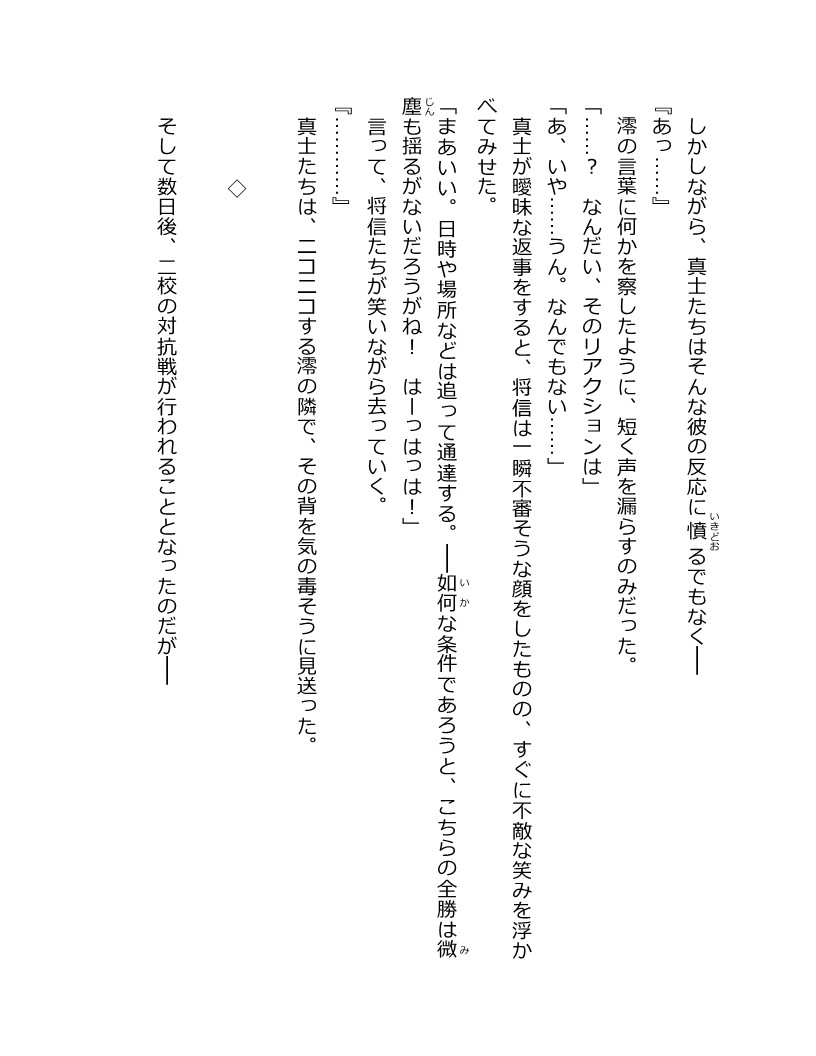 しかしながら、真士たちはそんな彼の反応に憤るでもなく――
『あっ……』
澪の言葉に何かを察したように、短く声を漏らすのみだった。
「……？　なんだい、そのリアクションは」
「あ、いや……うん。なんでもない……」
真士が曖昧な返事をすると、将信は一瞬不審そうな顔をしたものの、すぐに不敵な笑みを浮か
べてみせた。
「まあいい。日時や場所などは追って通達する。――如何な条件であろうと、こちらの全勝は微
塵も揺るがないだろうがね！　はーっはっは！」
言って、将信たちが笑いながら去っていく。
『…………』
真士たちは、ニコニコする澪の隣で、その背を気の毒そうに見送った。
◇
そして数日後、二校の対抗戦が行われることとなったのだが――